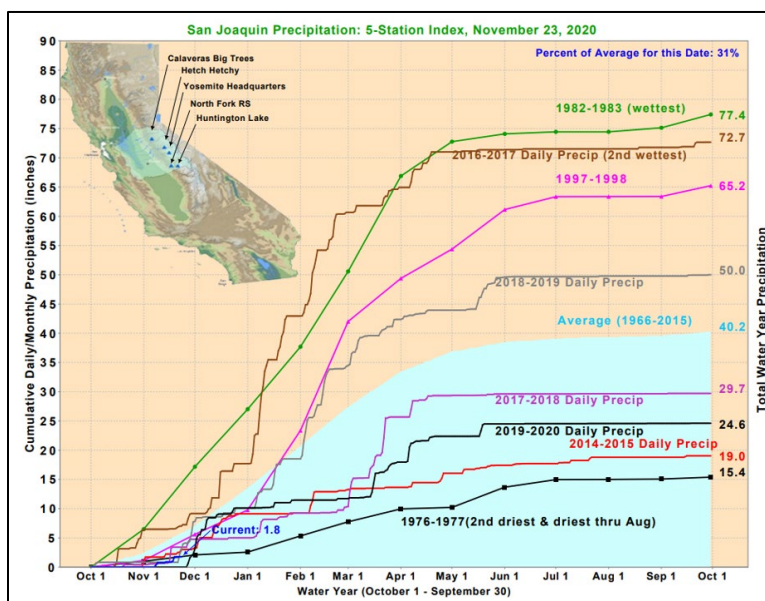 San Joaquin Precipitation: 5-Station Index, November 23, 2020
Percent of Average for this Date: 31%
Calaveras Big Trees
Hetch Hetchy
Yosemite Headquarters
North Fork RS
Huntington Lake
Cumulative Daily/Monthly Precipitation (inches)
90
85
80
75
70
65
60
55
50
45
40
35
30
25
20
15
10
5
0
1982-1983 (wettest)
77.4
2016-2017 Daily Precip (2nd wettest)
72.7
1997-1998
65.2
2018-2019 Daily Precip
50.0
Average (1966-2015)
40.2
2017-2018 Daily Precip
29.7
2019-2020 Daily Precip
24.6
2014-2015 Daily Precip
19.0
15.4
Current: 1.8
1976-1977(2nd driest & driest thru Aug)
Total Water Year Precipitation
Oct 1
Nov 1
Dec 1
Jan 1
Feb 1
Mar 1
Apr 1
May 1
Jun 1
Jul 1
Aug 1
Sep 1
Oct 1
Water Year (October 1 - September 30)